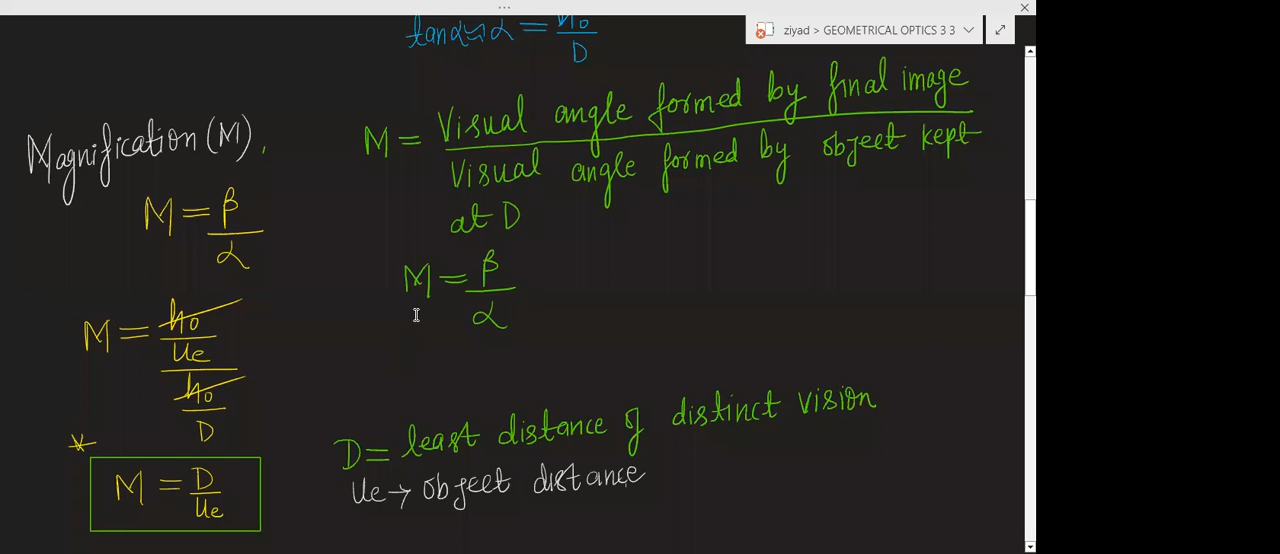 tanα≈α = h₀/D
ziyad > GEOMETRICAL OPTICS 3 3
Magnification (M).
M = Visual angle formed by final image / Visual angle formed by object kept
at D
M = β/α
M = β/α
M = (h₀/Ue)/(h₀/D)
D = least distance of distinct vision
Ue → object distance
* M = D/Ue